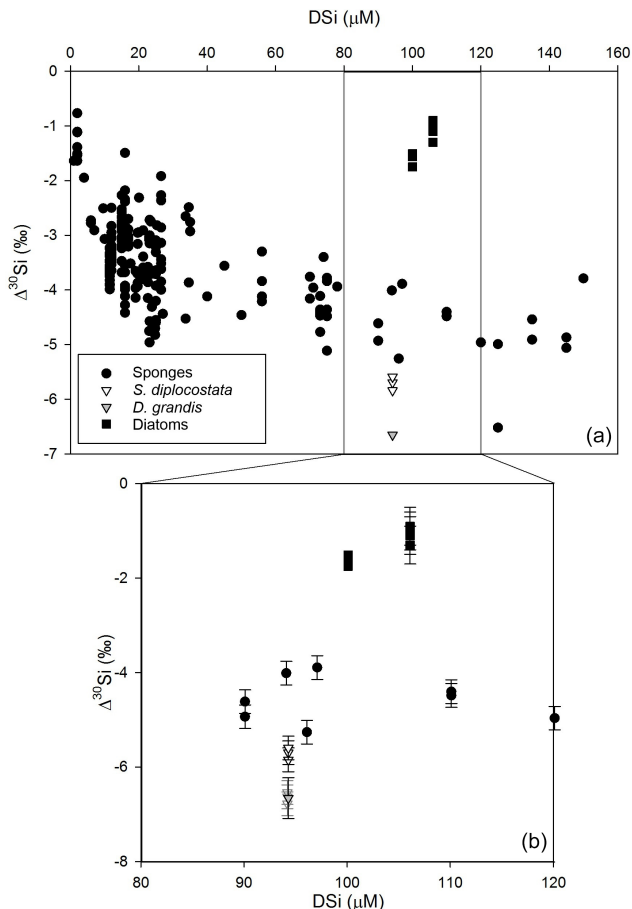 DSi (μM)
0 20 40 60 80 100 120 140 160
0
-1
-2
-3
-4
-5
-6
-7
Δ³⁰Si (‰)
Sponges
S. diplocostata
D. grandis
Diatoms
(a)
0
-2
-4
-6
-8
Δ³⁰Si (‰)
(b)
80 90 100 110 120
DSi (μM)